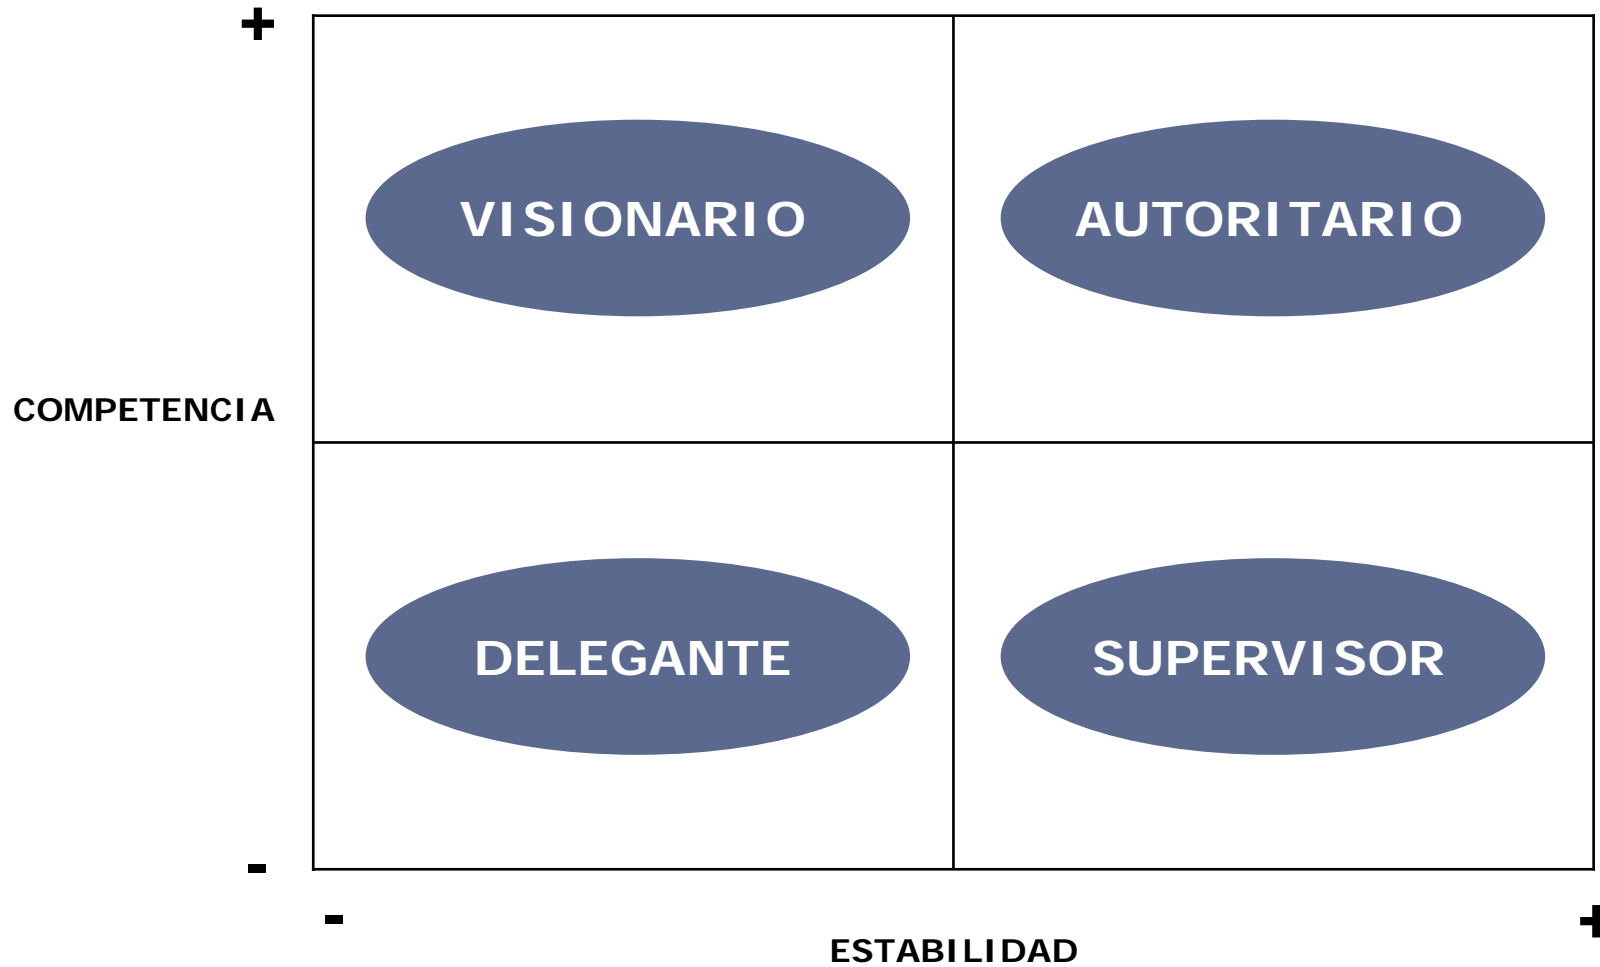 +
VISIONARIO AUTORITARIO
COMPETENCIA
DELEGANTE SUPERVISOR
-
- +
ESTABILIDAD